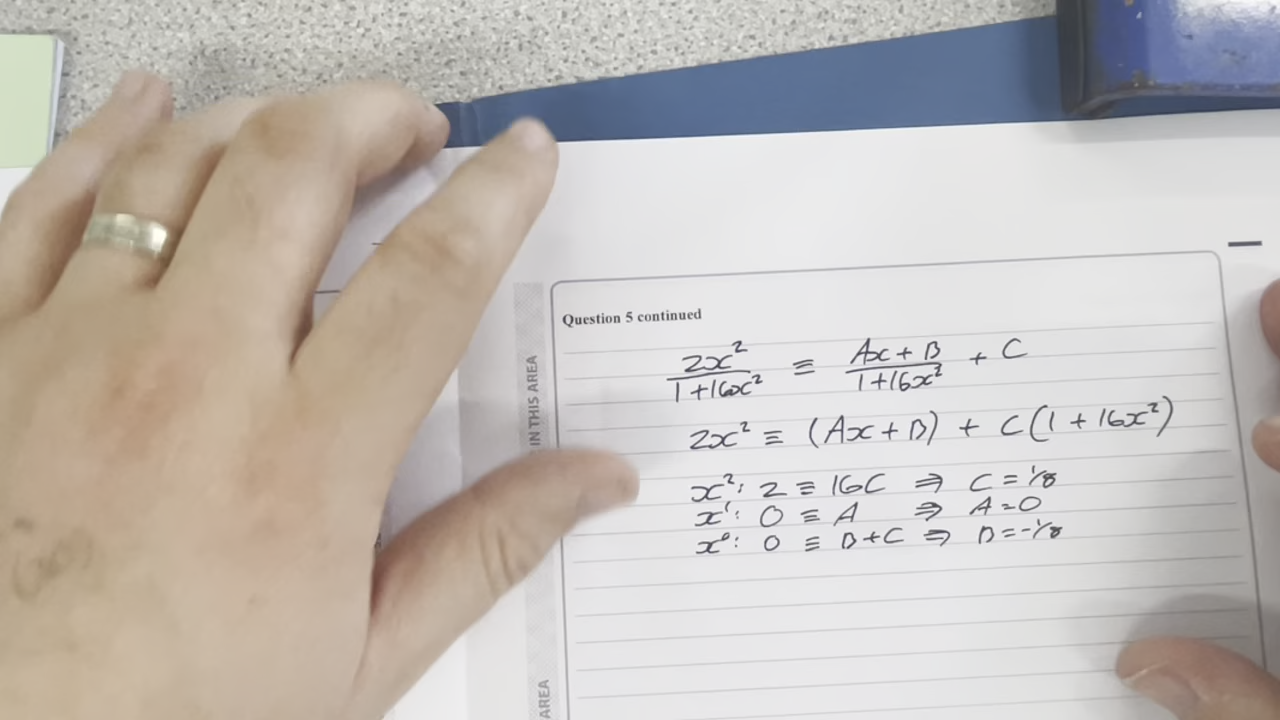 Question 5 continued
2x² / 1+16x² ≡ Ax+B / 1+16x² + C
2x² ≡ (Ax+B) + C(1+16x²)
x²: 2 ≡ 16C ⇒ C = 1/8
x¹: 0 ≡ A ⇒ A=0
x⁰: 0 ≡ B+C ⇒ B=-1/8
IN THIS AREA
AREA